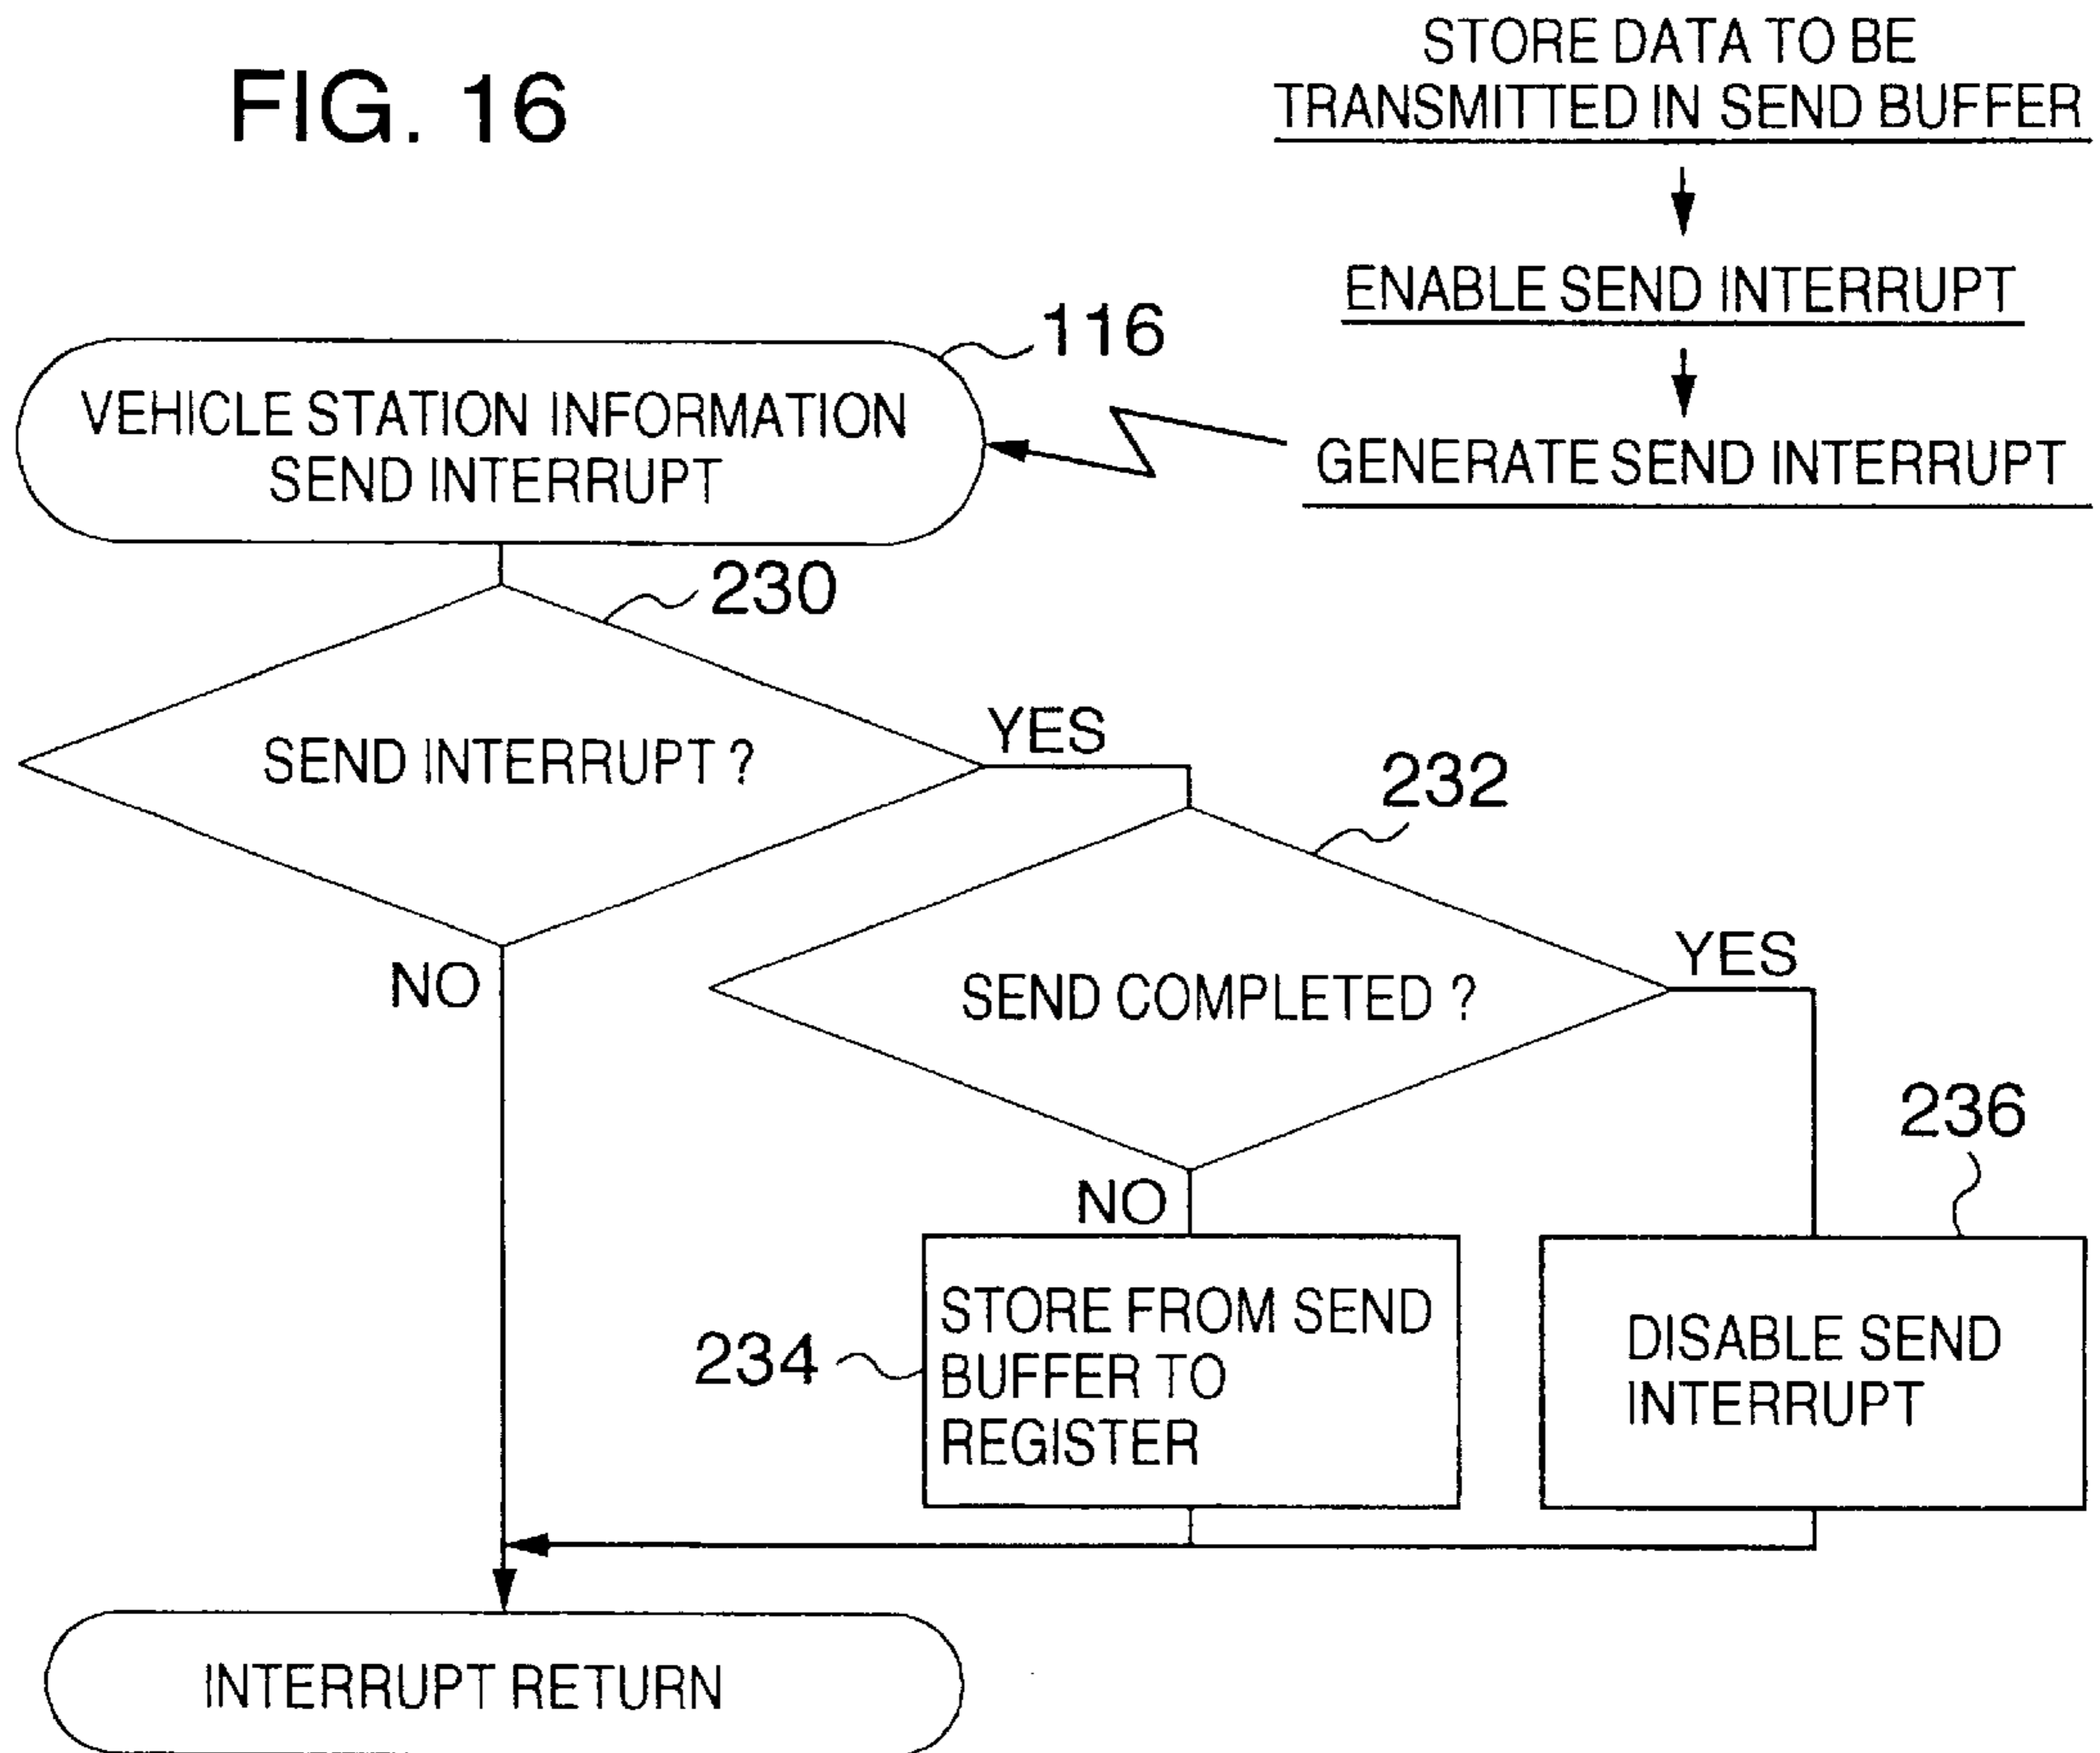 FIG. 16
STORE DATA TO BE
TRANSMITTED IN SEND BUFFER
ENABLE SEND INTERRUPT
GENERATE SEND INTERRUPT
116
VEHICLE STATION INFORMATION
SEND INTERRUPT
230
SEND INTERRUPT ?
YES
NO
232
SEND COMPLETED ?
YES
NO
234
STORE FROM SEND
BUFFER TO
REGISTER
236
DISABLE SEND
INTERRUPT
INTERRUPT RETURN